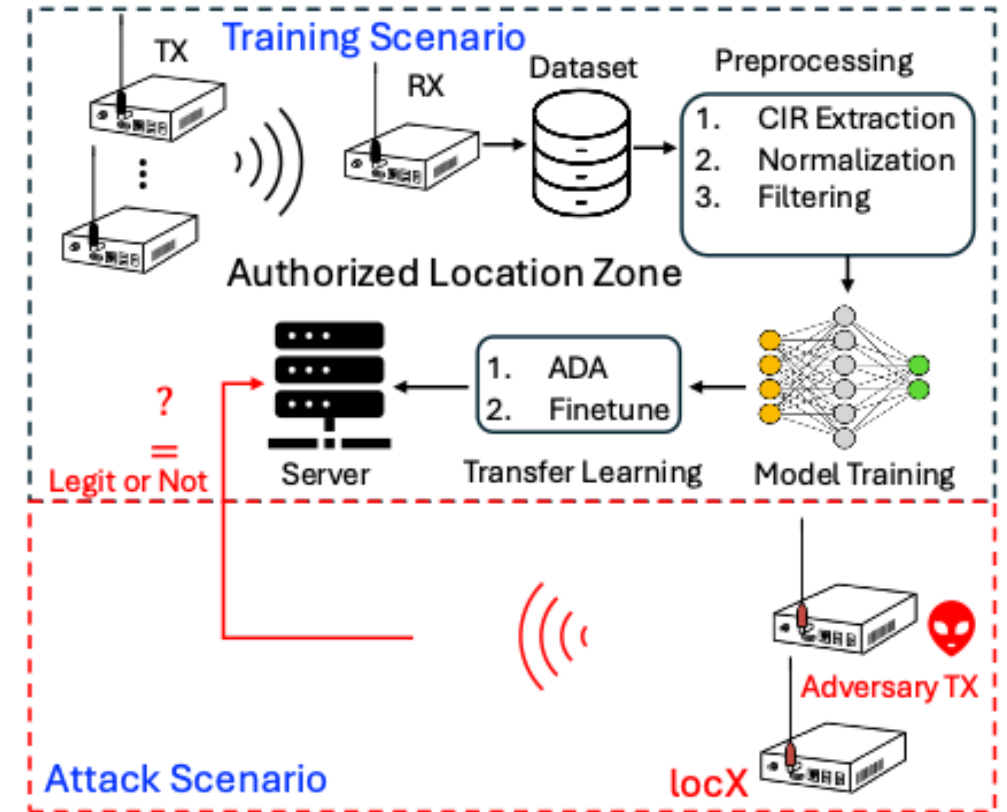 Training Scenario
TX
RX
Dataset
Preprocessing
1. CIR Extraction
2. Normalization
3. Filtering
Authorized Location Zone
1. ADA
2. Finetune
?
=
Legit or Not
Server
Transfer Learning
Model Training
Adversary TX
locX
Attack Scenario